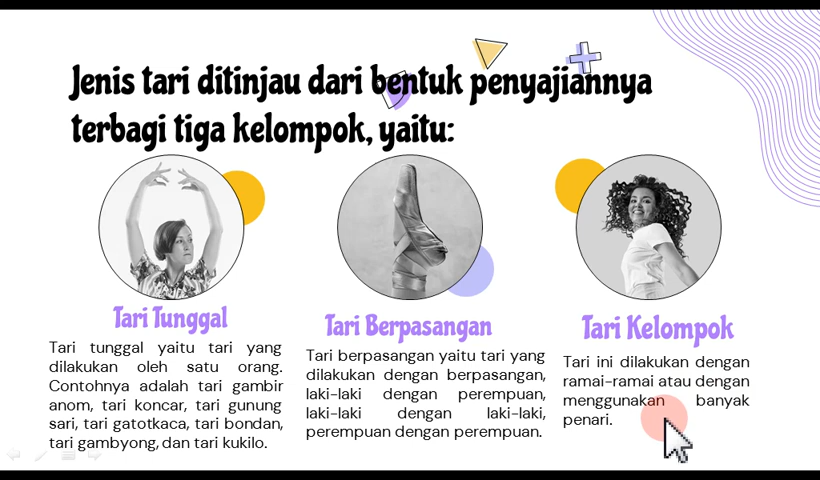 Jenis tari ditinjau dari bentuk penyajiannya
terbagi tiga kelompok, yaitu:
Tari Tunggal
Tari tunggal yaitu tari yang
dilakukan oleh satu orang.
Contohnya adalah tari gambir
anom, tari koncar, tari gunung
sari, tari gatotkaca, tari bondan,
tari gambyong, dan tari kukilo.
Tari Berpasangan
Tari berpasangan yaitu tari yang
dilakukan dengan berpasangan,
laki-laki dengan perempuan,
laki-laki dengan laki-laki,
perempuan dengan perempuan.
Tari Kelompok
Tari ini dilakukan dengan
ramai-ramai atau dengan
menggunakan banyak
penari.